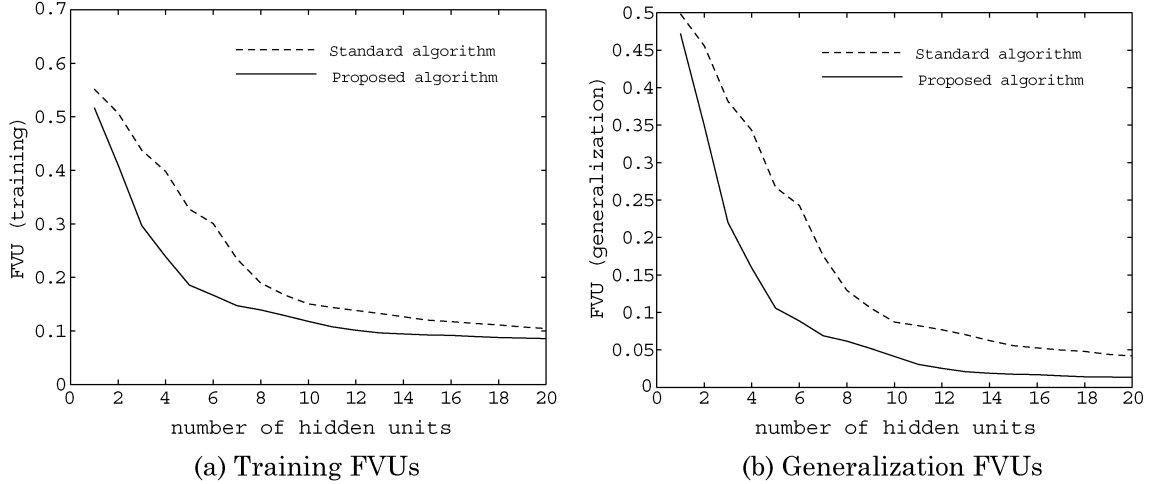 0.7
0.6
0.5
0.4
0.3
0.2
0.1
0
FVU (training)
Standard algorithm
Proposed algorithm
0 2 4 6 8 10 12 14 16 18 20
number of hidden units
(a) Training FVUs
0.5
0.45
0.4
0.35
0.3
0.25
0.2
0.15
0.1
0.05
0
FVU (generalization)
Standard algorithm
Proposed algorithm
0 2 4 6 8 10 12 14 16 18 20
number of hidden units
(b) Generalization FVUs